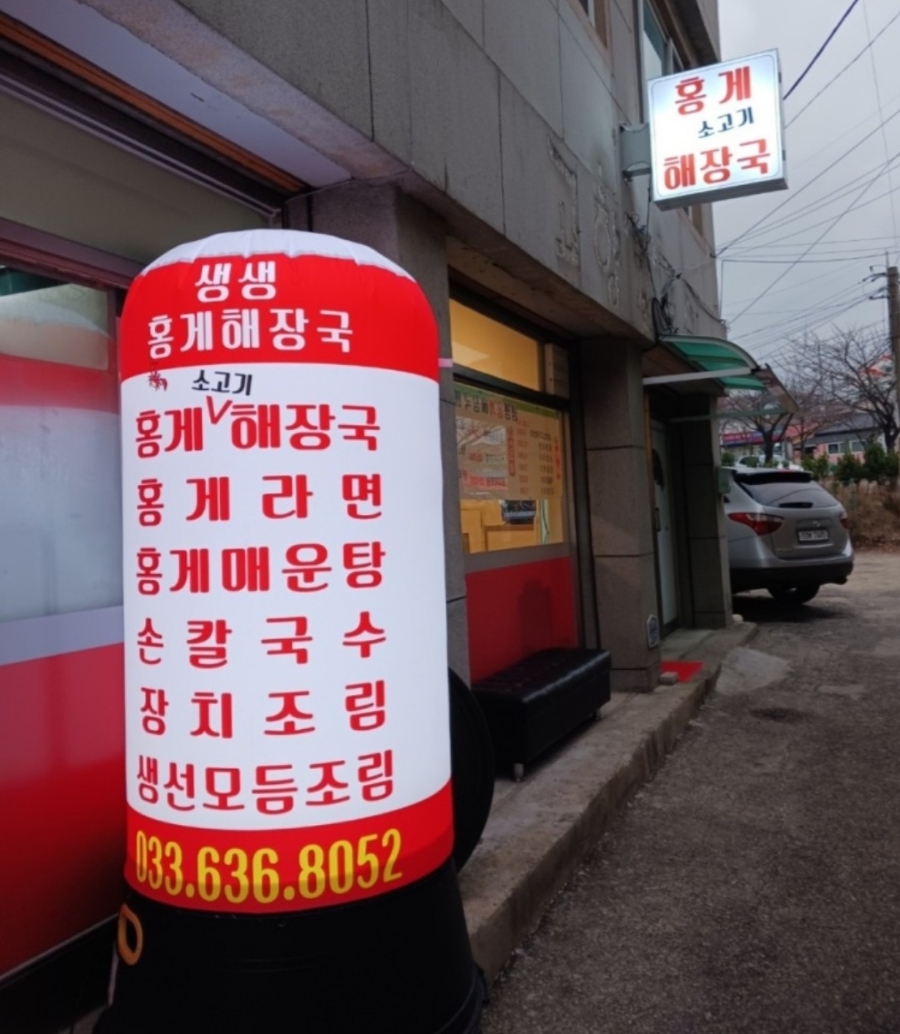 홍게
소고기
해장국
생생
홍게해장국
소고기
홍게 해장국
홍게라면
홍게매운탕
손칼국수
장치조림
생선모듬조림
033.636.8052